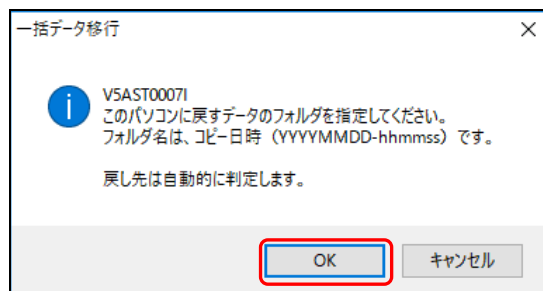 一括データ移行
V5AST0007I
このパソコンに戻すデータのフォルダを指定してください。
フォルダ名は、コピー日時（YYYYMMDD-hhmmss）です。
戻し先は自動的に判定します。
OK
キャンセル